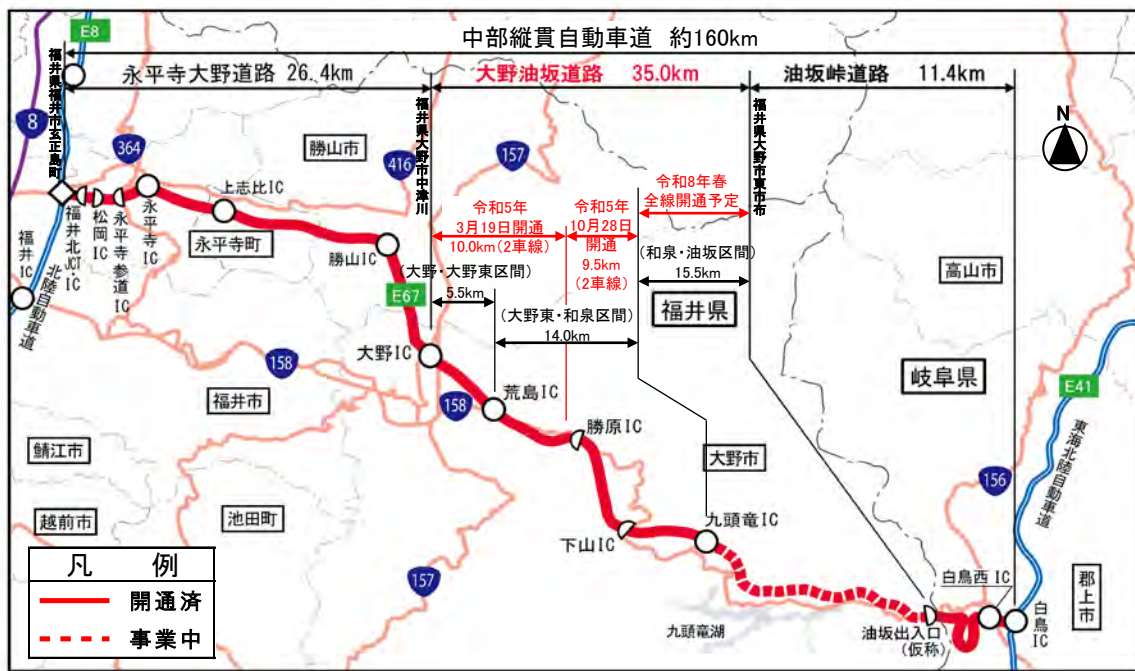 中部縦貫自動車道 約160km
永平寺大野道路 26.4km
大野油坂道路 35.0km
油坂峠道路 11.4km
E8
福井県福井市玄正島町
福井県大野市中津川
福井県大野市東市布
N
8
364
416
157
勝山市
上志比IC
永平寺町
勝山IC
永平寺IC
永平寺参道IC
松岡IC
福井北JCT・IC
北陸自動車道
福井IC
令和5年
3月19日開通
10.0km(2車線)
令和5年
10月28日
開通
9.5km
(2車線)
令和8年春
全線開通予定
(大野・大野東区間)
5.5km
(大野東・和泉区間)
14.0km
(和泉・油坂区間)
15.5km
福井県
高山市
岐阜県
E67
E41
大野IC
158
福井市
荒島IC
158
勝原IC
大野市
東海北陸自動車道
156
鯖江市
越前市
池田町
下山IC
九頭竜IC
157
九頭竜湖
油坂出入口
(仮称)
白鳥西IC
白鳥IC
郡上市
凡 例
開通済
事業中